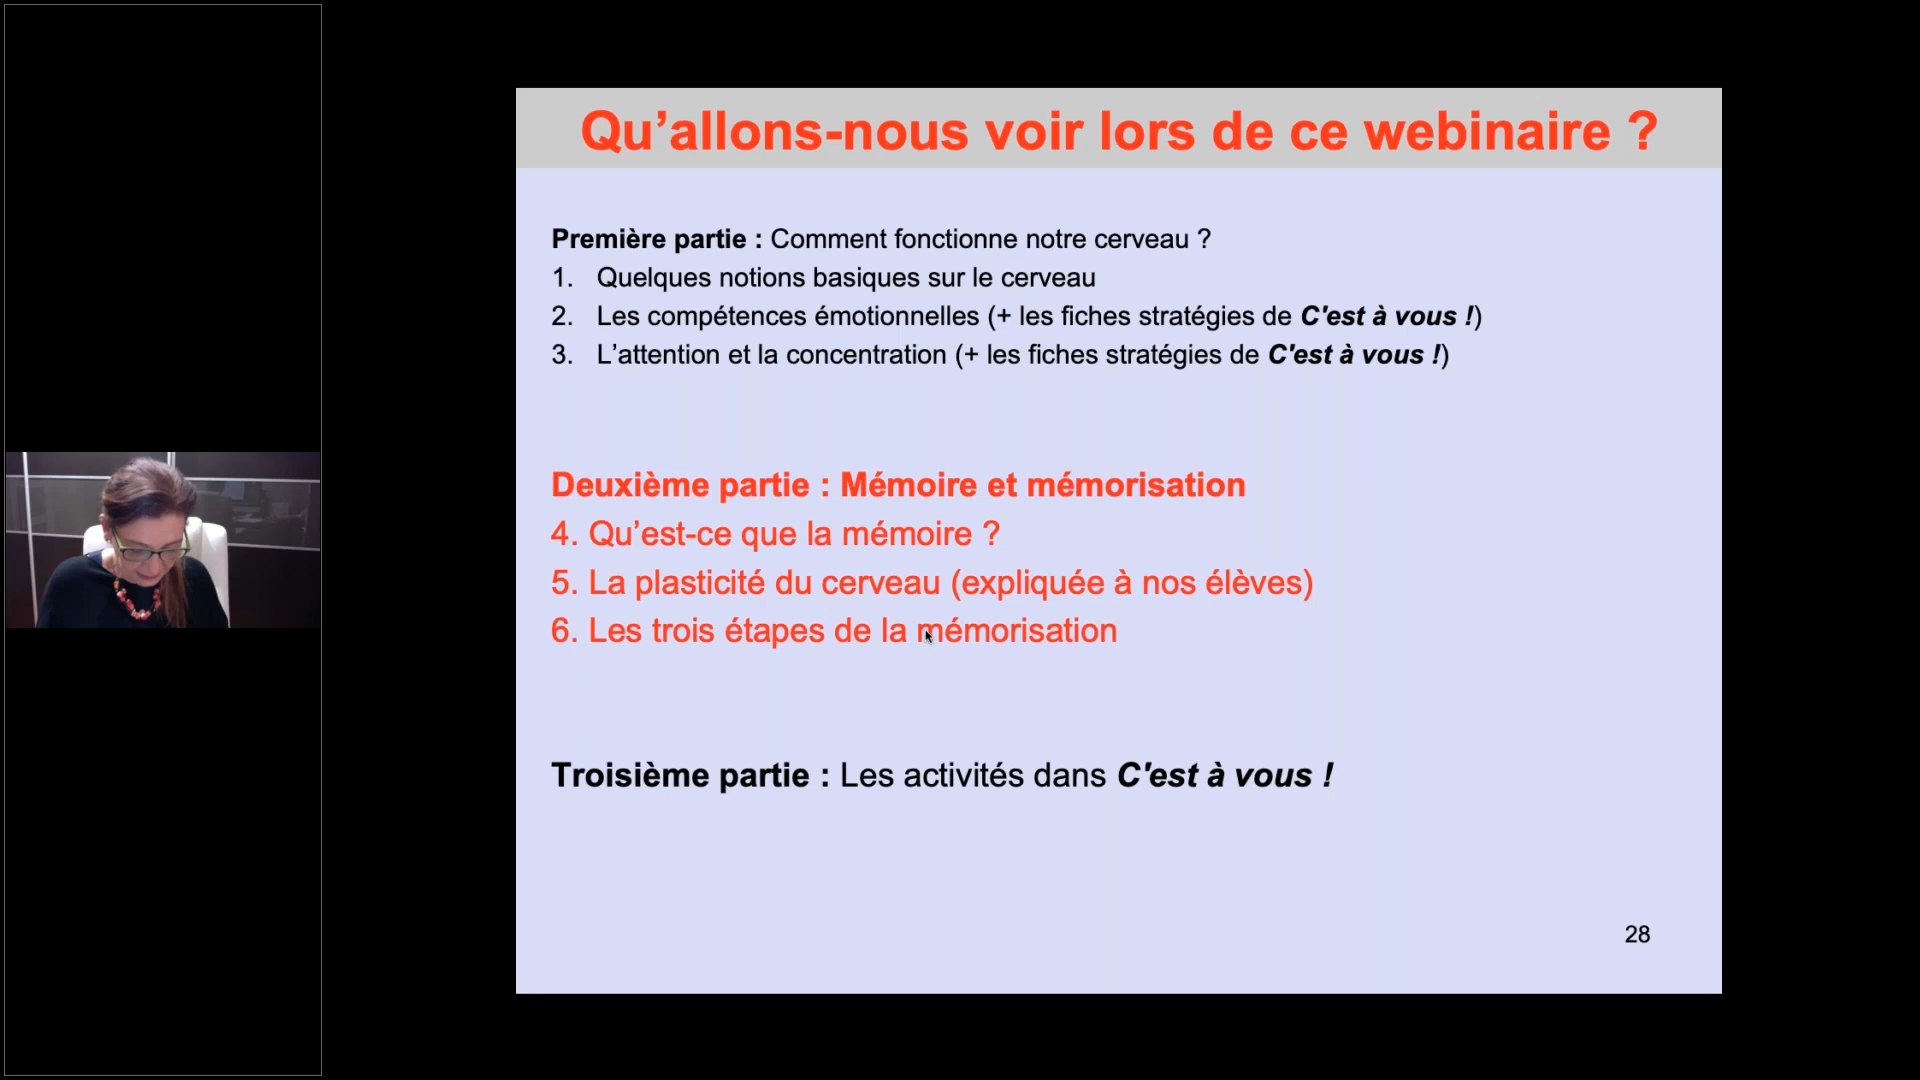 Qu’allons-nous voir lors de ce webinaire ?
Première partie : Comment fonctionne notre cerveau ?
1. Quelques notions basiques sur le cerveau
2. Les compétences émotionnelles (+ les fiches stratégies de C'est à vous !)
3. L’attention et la concentration (+ les fiches stratégies de C'est à vous !)
Deuxième partie : Mémoire et mémorisation
4. Qu’est-ce que la mémoire ?
5. La plasticité du cerveau (expliquée à nos élèves)
6. Les trois étapes de la mémorisation
Troisième partie : Les activités dans C'est à vous !
28